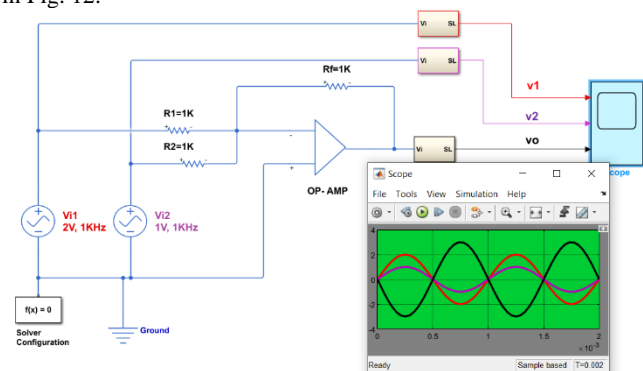 in Fig. 12.
Vi SL
Vi SL
Rf=1K
v1
R1=1K
v2
R2=1K
vo
Vi SL
OP- AMP
Scope
File Tools View Simulation Help
Vi1
2V, 1KHz
Vi2
1V, 1KHz
4
2
0
-2
-4
0 0.5 1 1.5 2
×10-3
f(x) = 0
Solver
Configuration
Ground
Ready Sample based T=0.002